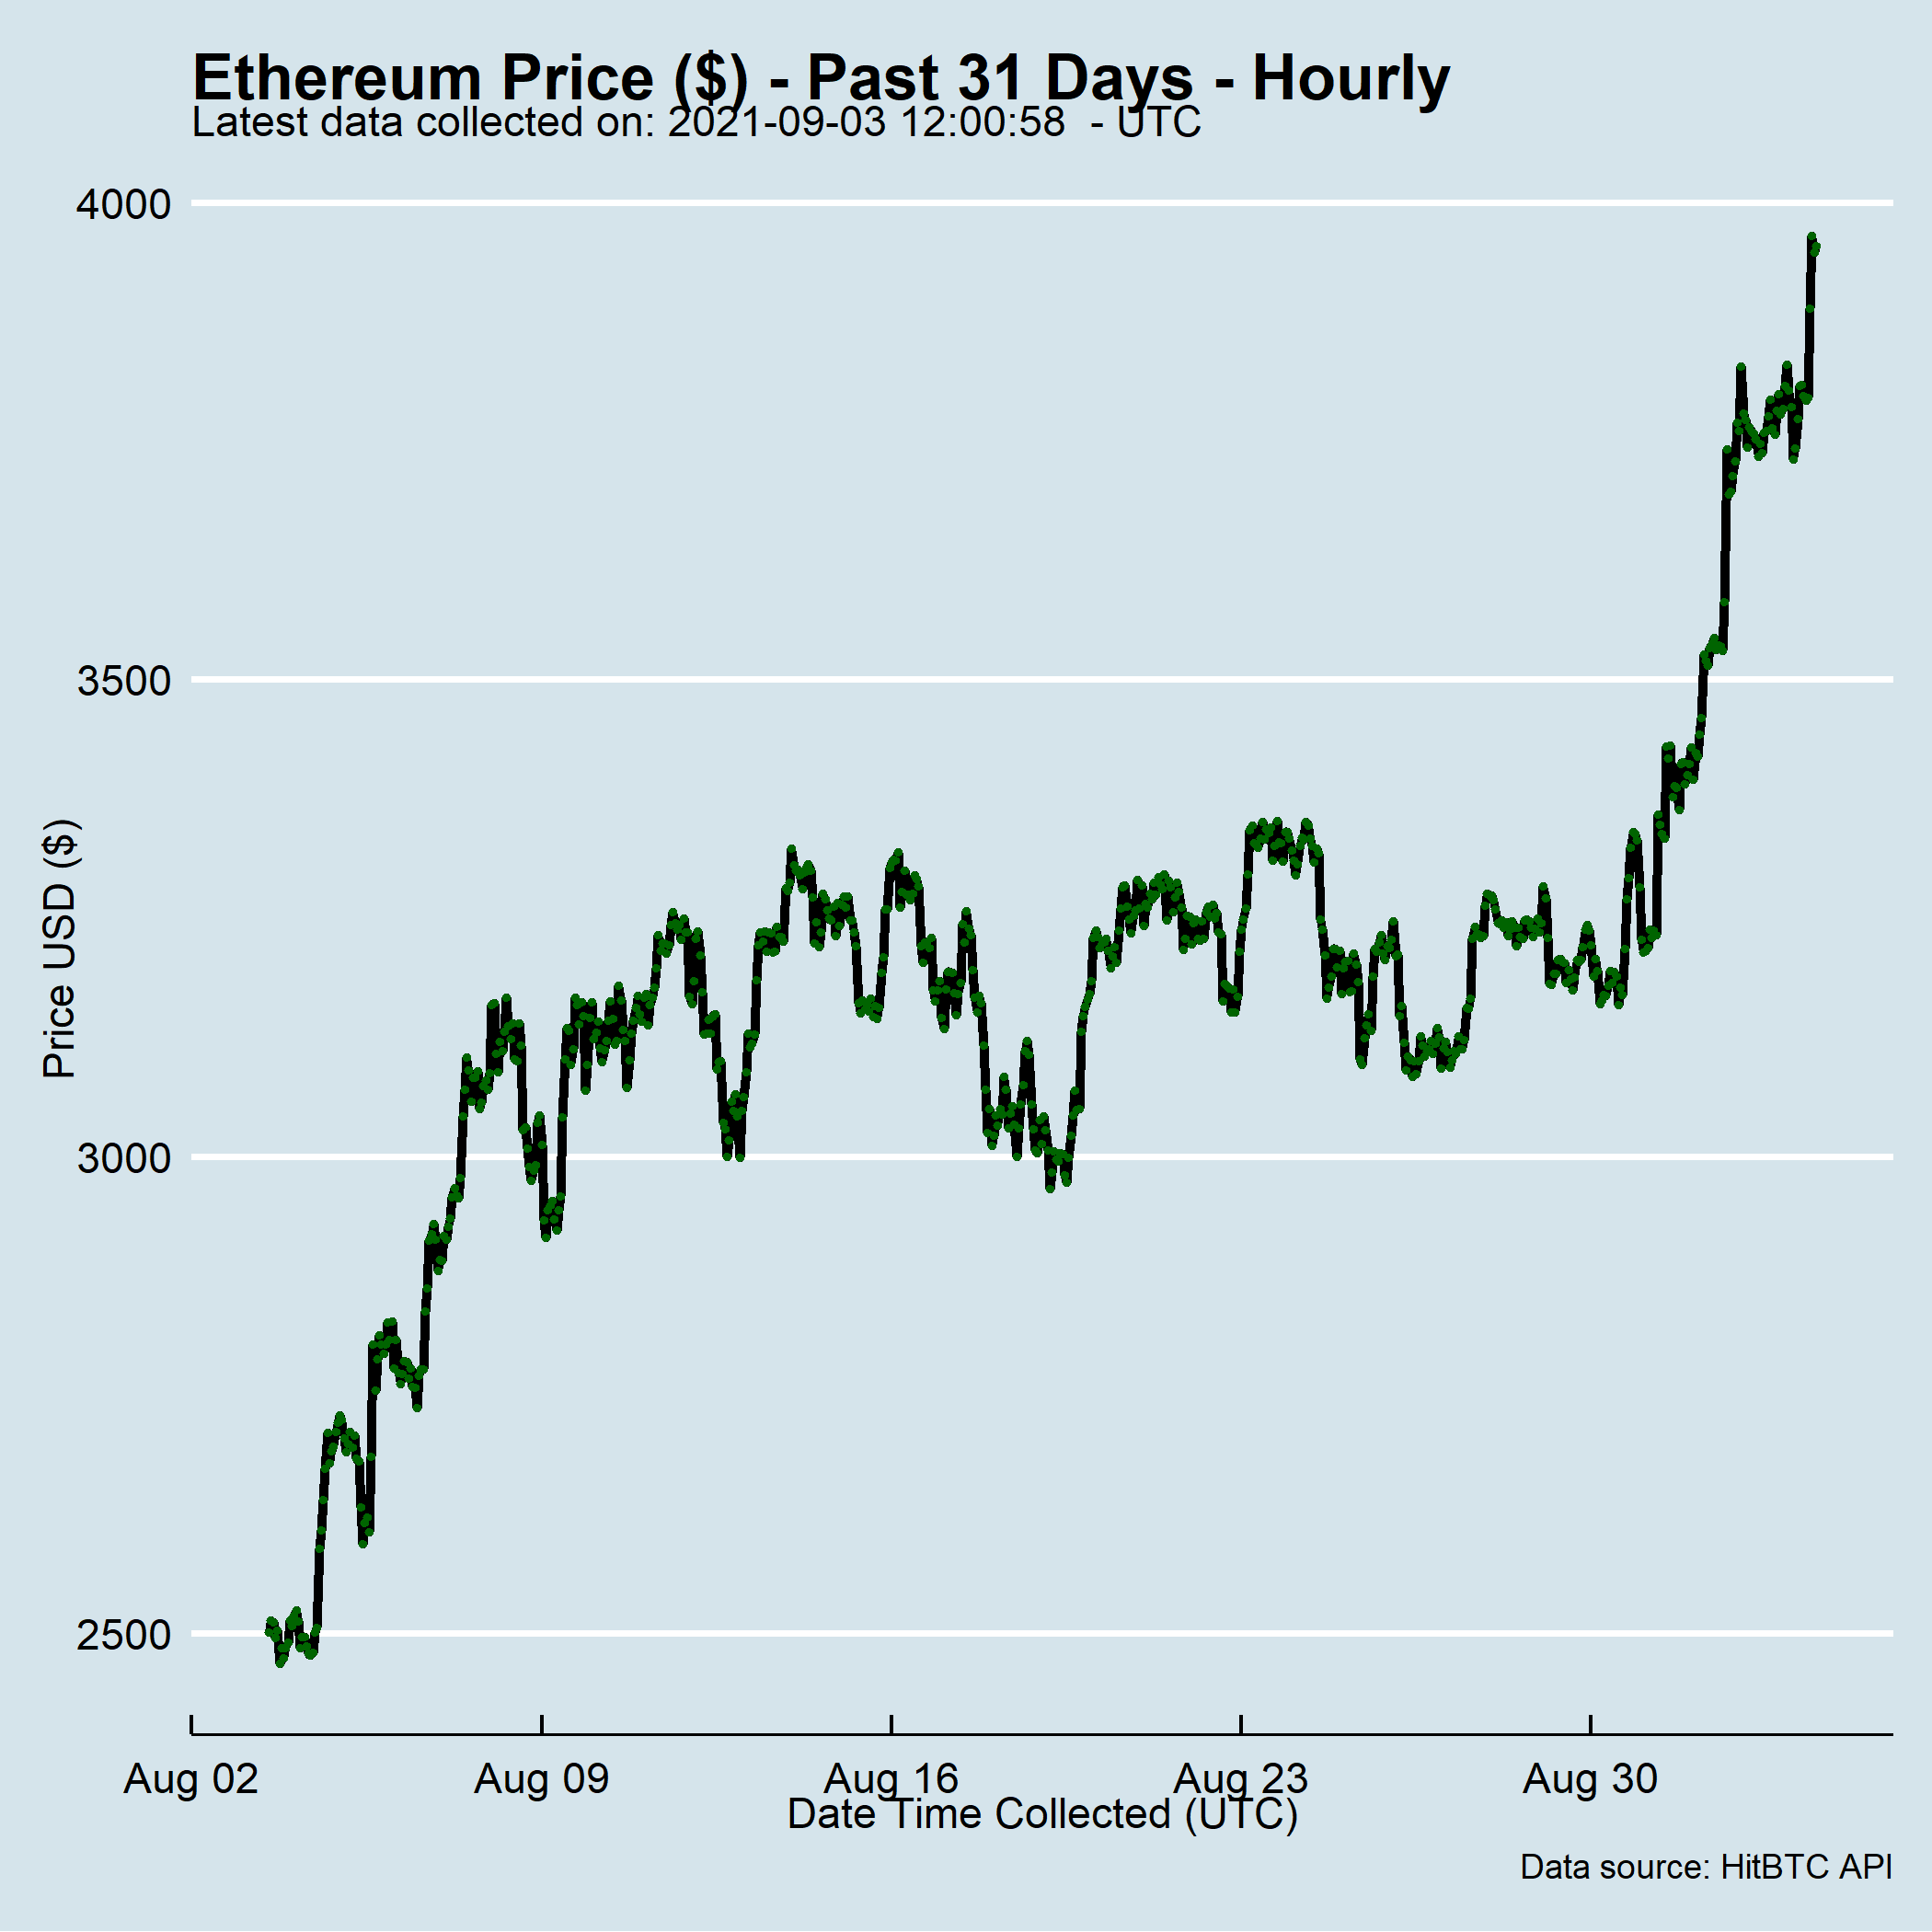 Ethereum Price ($) - Past 31 Days - Hourly
Latest data collected on: 2021-09-03 12:00:58  - UTC
4000
3500
3000
2500
Price USD ($)
Aug 02 Aug 09 Aug 16 Aug 23 Aug 30
Date Time Collected (UTC)
Data source: HitBTC API